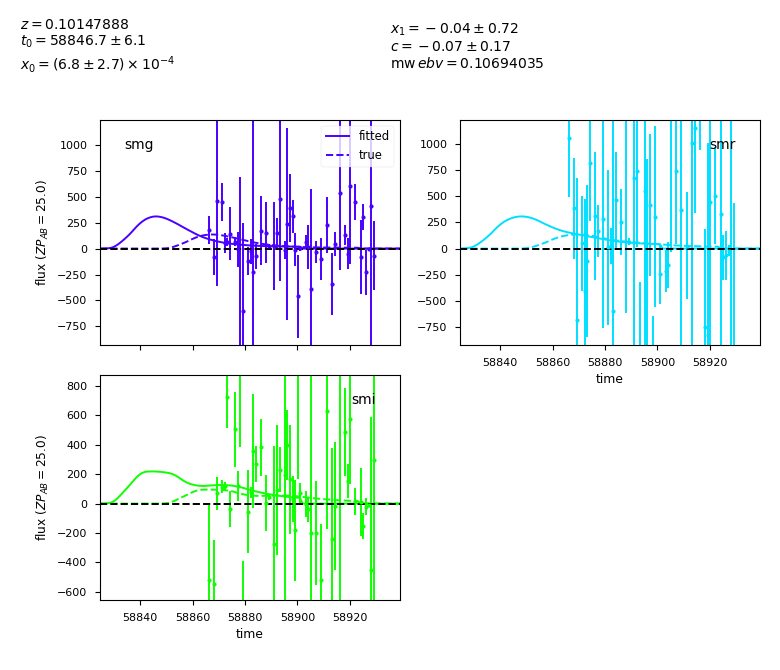 z = 0.10147888
t₀ = 58846.7 ± 6.1
x₀ = (6.8 ± 2.7) × 10⁻⁴
x₁ = −0.04 ± 0.72
c = −0.07 ± 0.17
mw ebv = 0.10694035
smg
fitted
true
1000
750
500
250
0
−250
−500
−750
flux (ZP_AB = 25.0)
smr
1000
750
500
250
0
−250
−500
−750
58840 58860 58880 58900 58920
time
smi
800
600
400
200
0
−200
−400
−600
flux (ZP_AB = 25.0)
58840 58860 58880 58900 58920
time